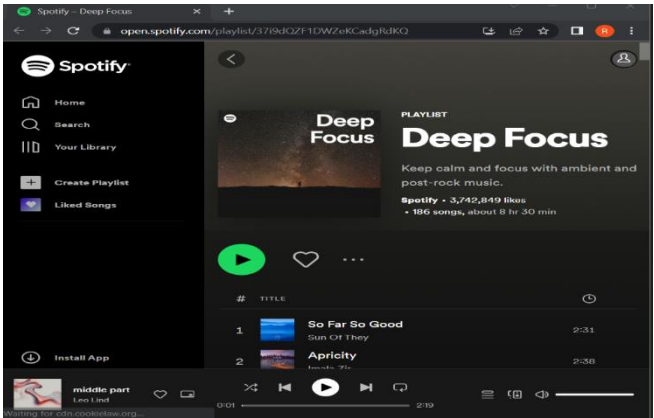 Spotify – Deep Focus
open.spotify.com/playlist/37i9dQZF1DWZeKCadgRdKQ
R
Spotify
Home
Search
Your Library
Create Playlist
Liked Songs
Install App
Deep
Focus
PLAYLIST
Deep Focus
Keep calm and focus with ambient and
post-rock music.
Spotify • 3,742,849 likes
• 186 songs, about 8 hr 30 min
# TITLE
1 So Far So Good 2:31
Sun Of They
2 Apricity 2:38
middle part
Leo Lind
0:01 2:19
Waiting for cdn.cookielaw.org...